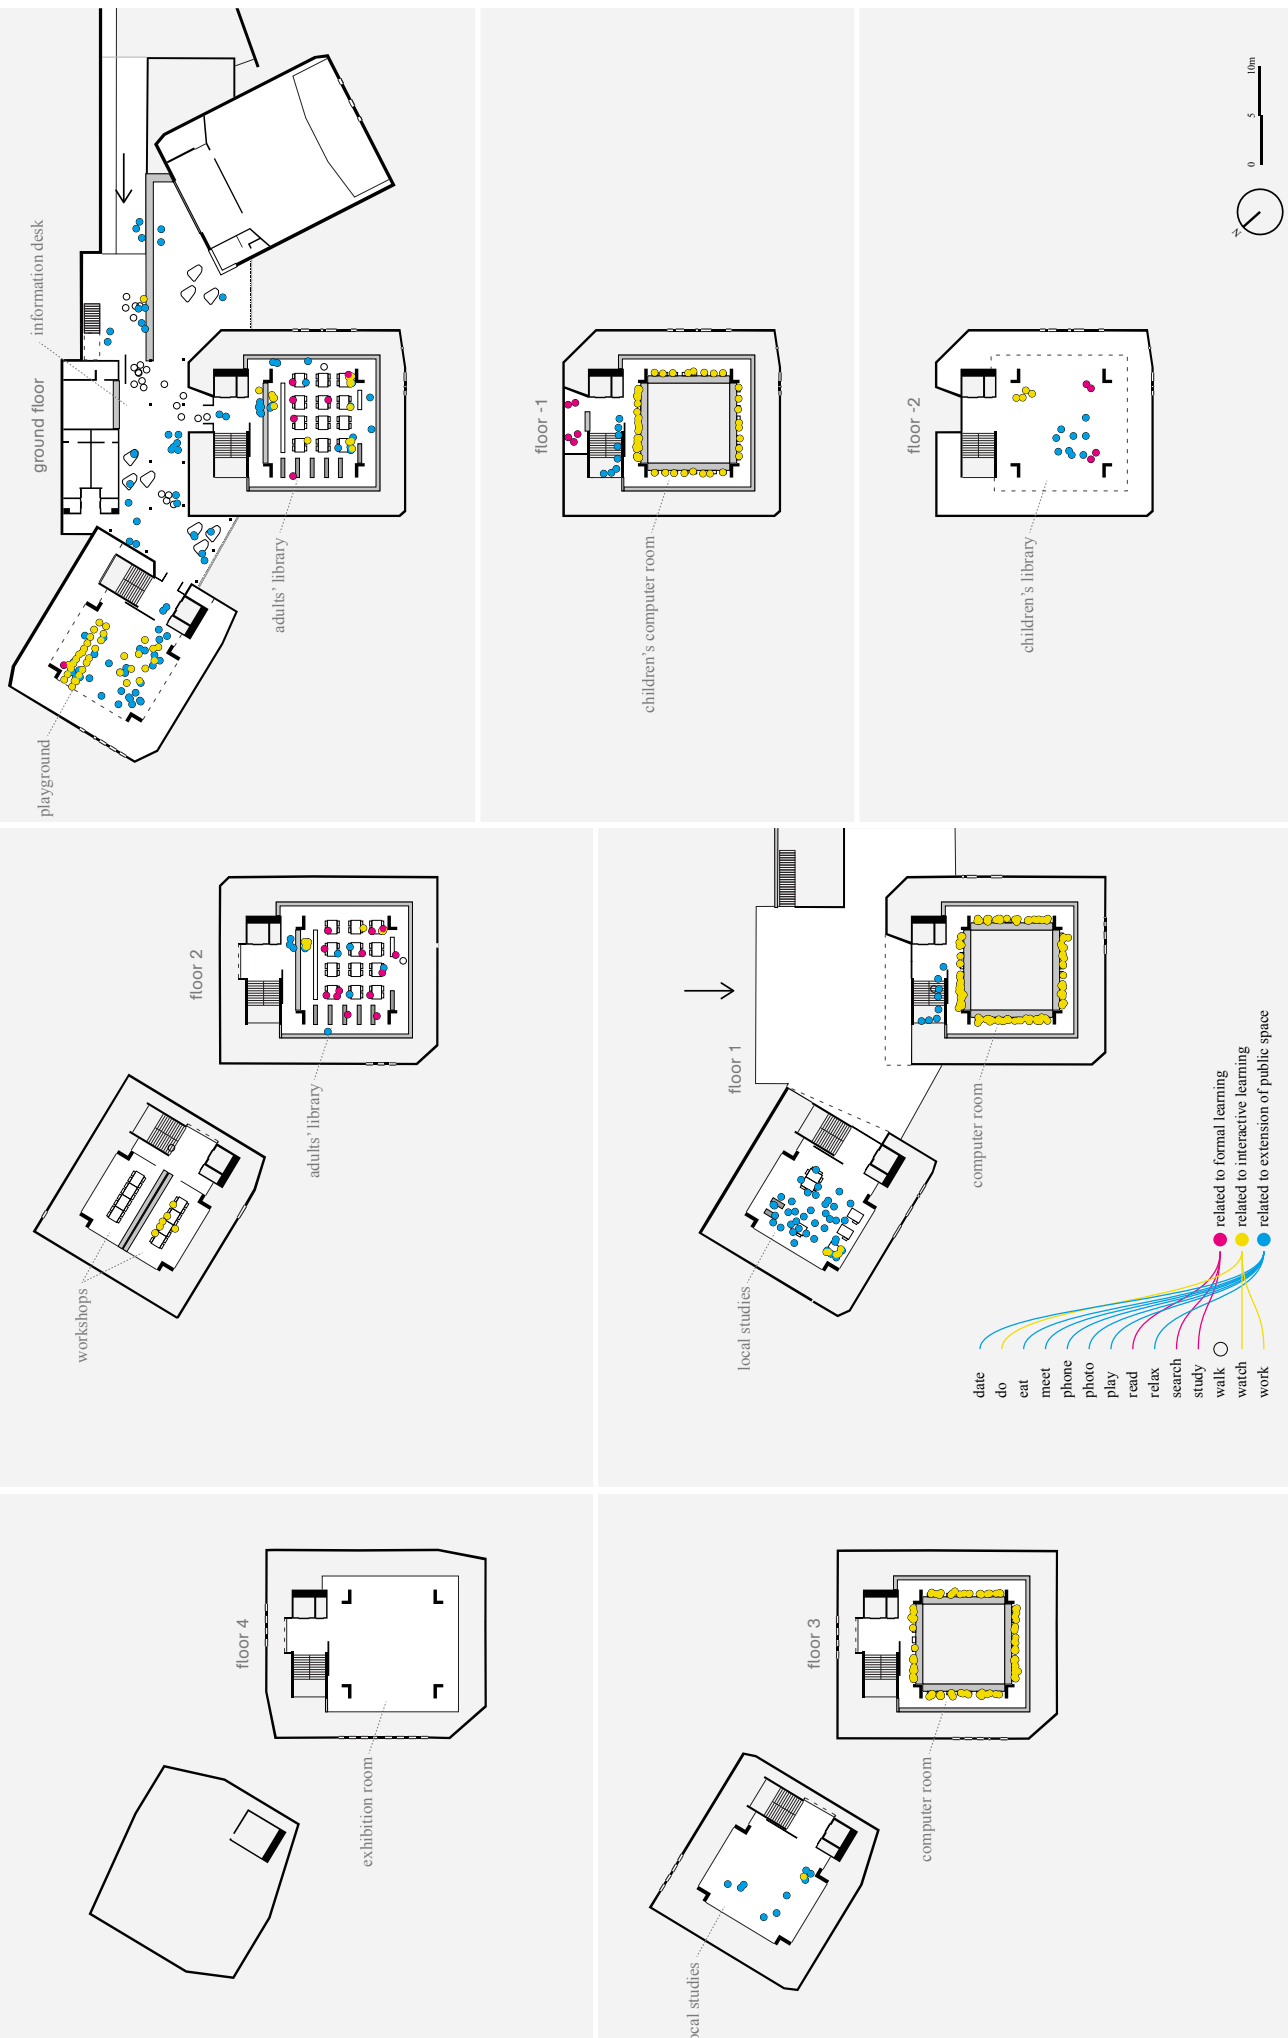 ground floor
information desk
adults' library
playground
floor -1
children's computer room
floor -2
children's library
0
5
10m
N
floor 2
adults' library
workshops
floor 1
computer room
local studies
related to formal learning
related to interactive learning
related to extension of public space
date
do
eat
meet
phone
photo
play
read
relax
search
study
walk
watch
work
floor 4
exhibition room
floor 3
computer room
ocal studies